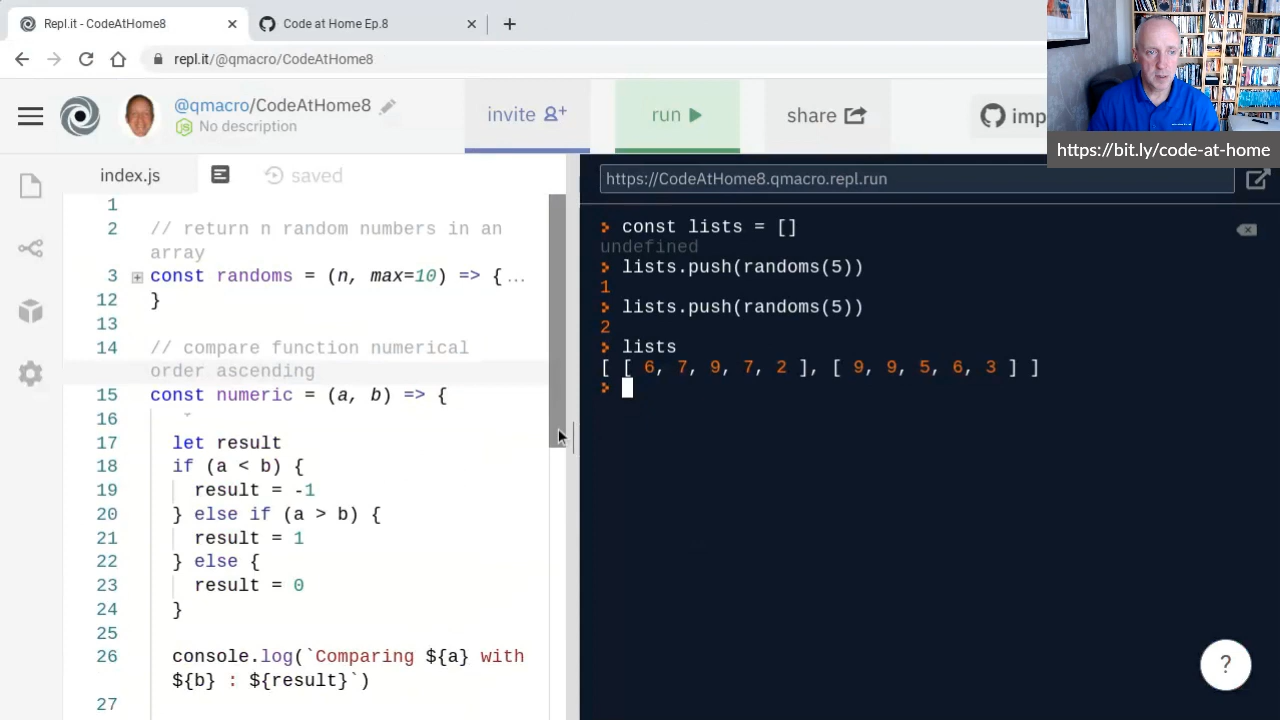 Repl.it - CodeAtHome8
Code at Home Ep.8
repl.it/@qmacro/CodeAtHome8
@qmacro/CodeAtHome8
No description
invite
run
share
imp
https://bit.ly/code-at-home
index.js
saved
https://CodeAtHome8.qmacro.repl.run
1
2 // return n random numbers in an
array
3 const randoms = (n, max=10) => {...
12 }
13
14 // compare function numerical
order ascending
15 const numeric = (a, b) => {
16
17 let result
18 if (a < b) {
19 result = -1
20 } else if (a > b) {
21 result = 1
22 } else {
23 result = 0
24 }
25
26 console.log(`Comparing ${a} with
${b} : ${result}`)
27
const lists = []
undefined
lists.push(randoms(5))
1
lists.push(randoms(5))
2
lists
[ [ 6, 7, 9, 7, 2 ], [ 9, 9, 5, 6, 3 ] ]
?